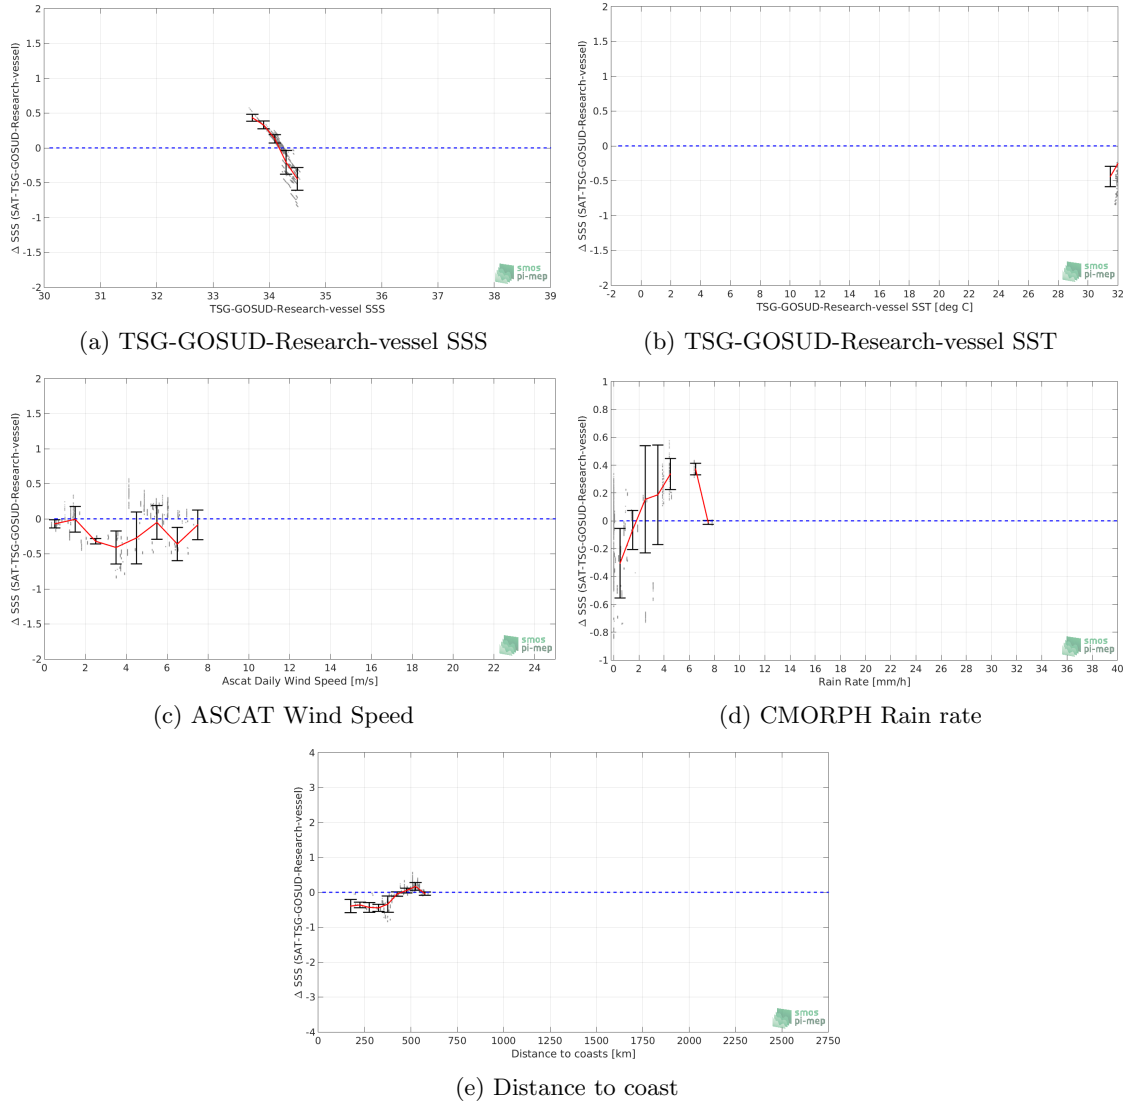 Δ SSS (SAT-TSG-GOSUD-Research-vessel)
2
1.5
1
0.5
0
-0.5
-1
-1.5
-2
30 31 32 33 34 35 36 37 38 39
TSG-GOSUD-Research-vessel SSS
smos
pi-mep
(a) TSG-GOSUD-Research-vessel SSS
Δ SSS (SAT-TSG-GOSUD-Research-vessel)
2
1.5
1
0.5
0
-0.5
-1
-1.5
-2
-2 0 2 4 6 8 10 12 14 16 18 20 22 24 26 28 30 32
TSG-GOSUD-Research-vessel SST [deg C]
smos
pi-mep
(b) TSG-GOSUD-Research-vessel SST
Δ SSS (SAT-TSG-GOSUD-Research-vessel)
2
1.5
1
0.5
0
-0.5
-1
-1.5
-2
0 2 4 6 8 10 12 14 16 18 20 22 24
Ascat Daily Wind Speed [m/s]
smos
pi-mep
(c) ASCAT Wind Speed
Δ SSS (SAT-TSG-GOSUD-Research-vessel)
1
0.8
0.6
0.4
0.2
0
-0.2
-0.4
-0.6
-0.8
-1
0 2 4 6 8 10 12 14 16 18 20 22 24 26 28 30 32 34 36 38 40
Rain Rate [mm/h]
smos
pi-mep
(d) CMORPH Rain rate
Δ SSS (SAT-TSG-GOSUD-Research-vessel)
4
3
2
1
0
-1
-2
-3
-4
0 250 500 750 1000 1250 1500 1750 2000 2250 2500 2750
Distance to coasts [km]
smos
pi-mep
(e) Distance to coast